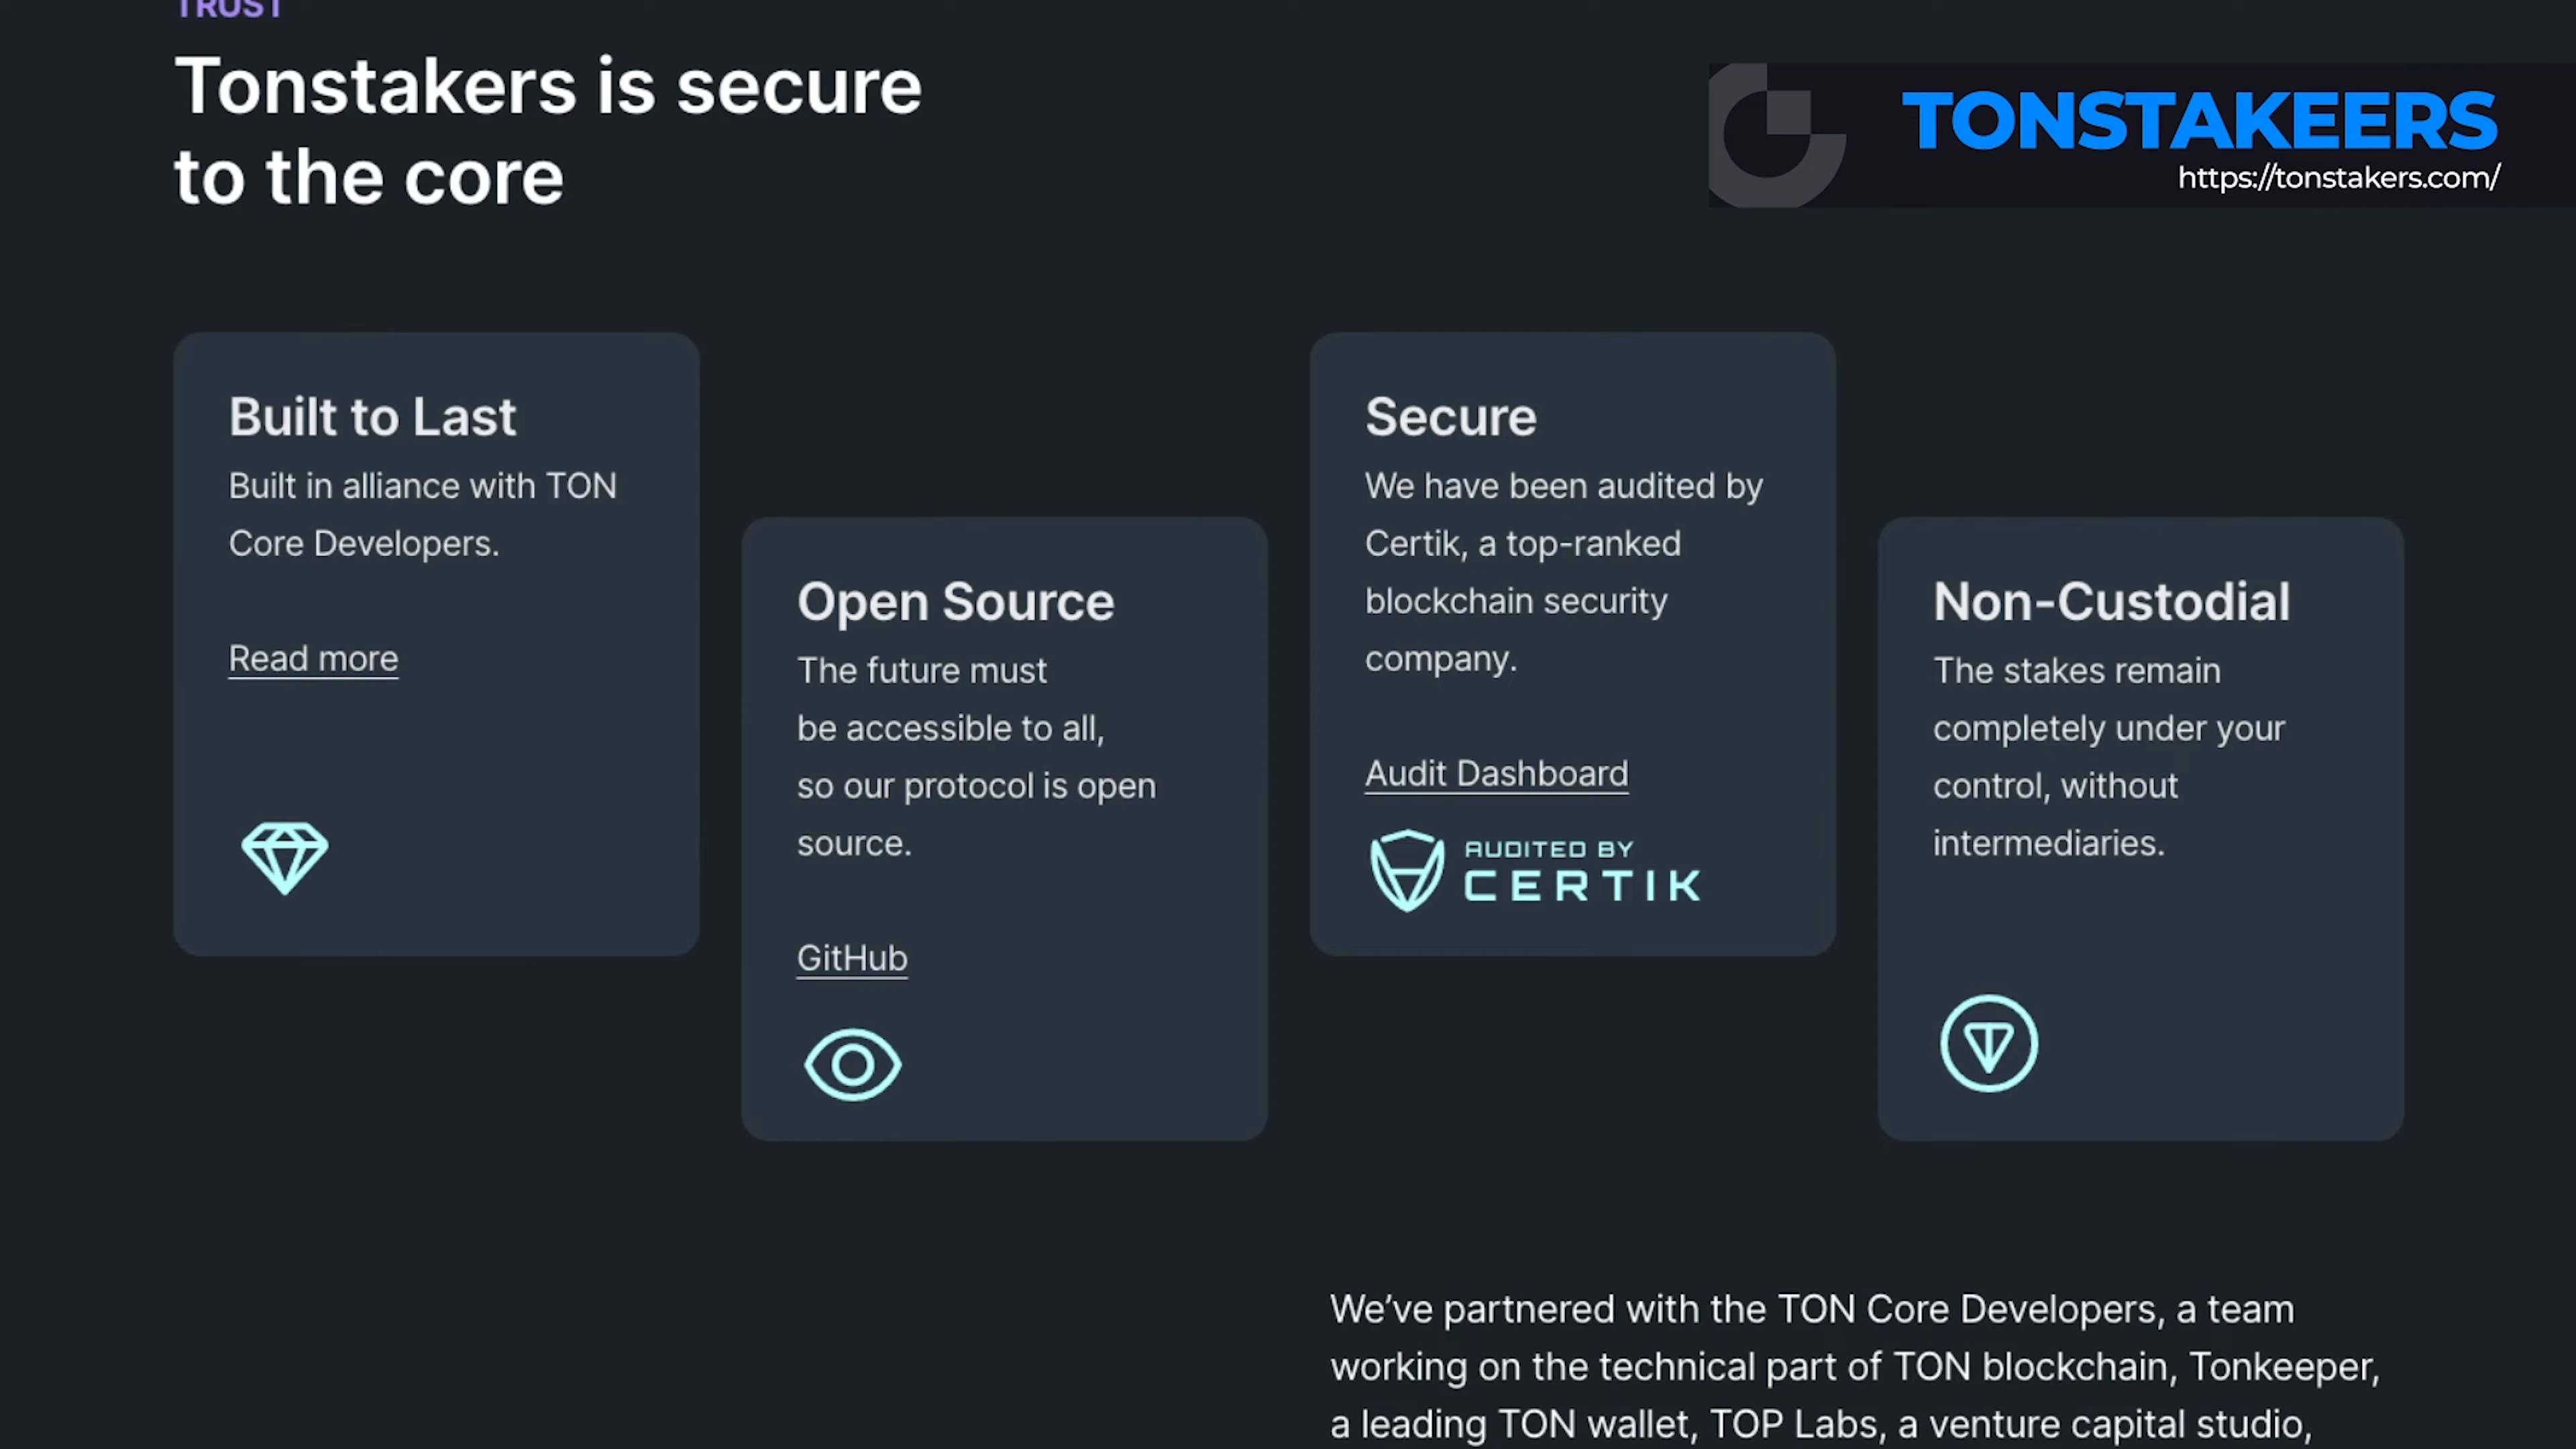 TRUST
Tonstakers is secure
to the core
TONSTAKEERS
https://tonstakers.com/
Built to Last
Built in alliance with TON
Core Developers.
Read more
Open Source
The future must
be accessible to all,
so our protocol is open
source.
GitHub
Secure
We have been audited by
Certik, a top-ranked
blockchain security
company.
Audit Dashboard
AUDITED BY
CERTIK
Non-Custodial
The stakes remain
completely under your
control, without
intermediaries.
We’ve partnered with the TON Core Developers, a team
working on the technical part of TON blockchain, Tonkeeper,
a leading TON wallet, TOP Labs, a venture capital studio,